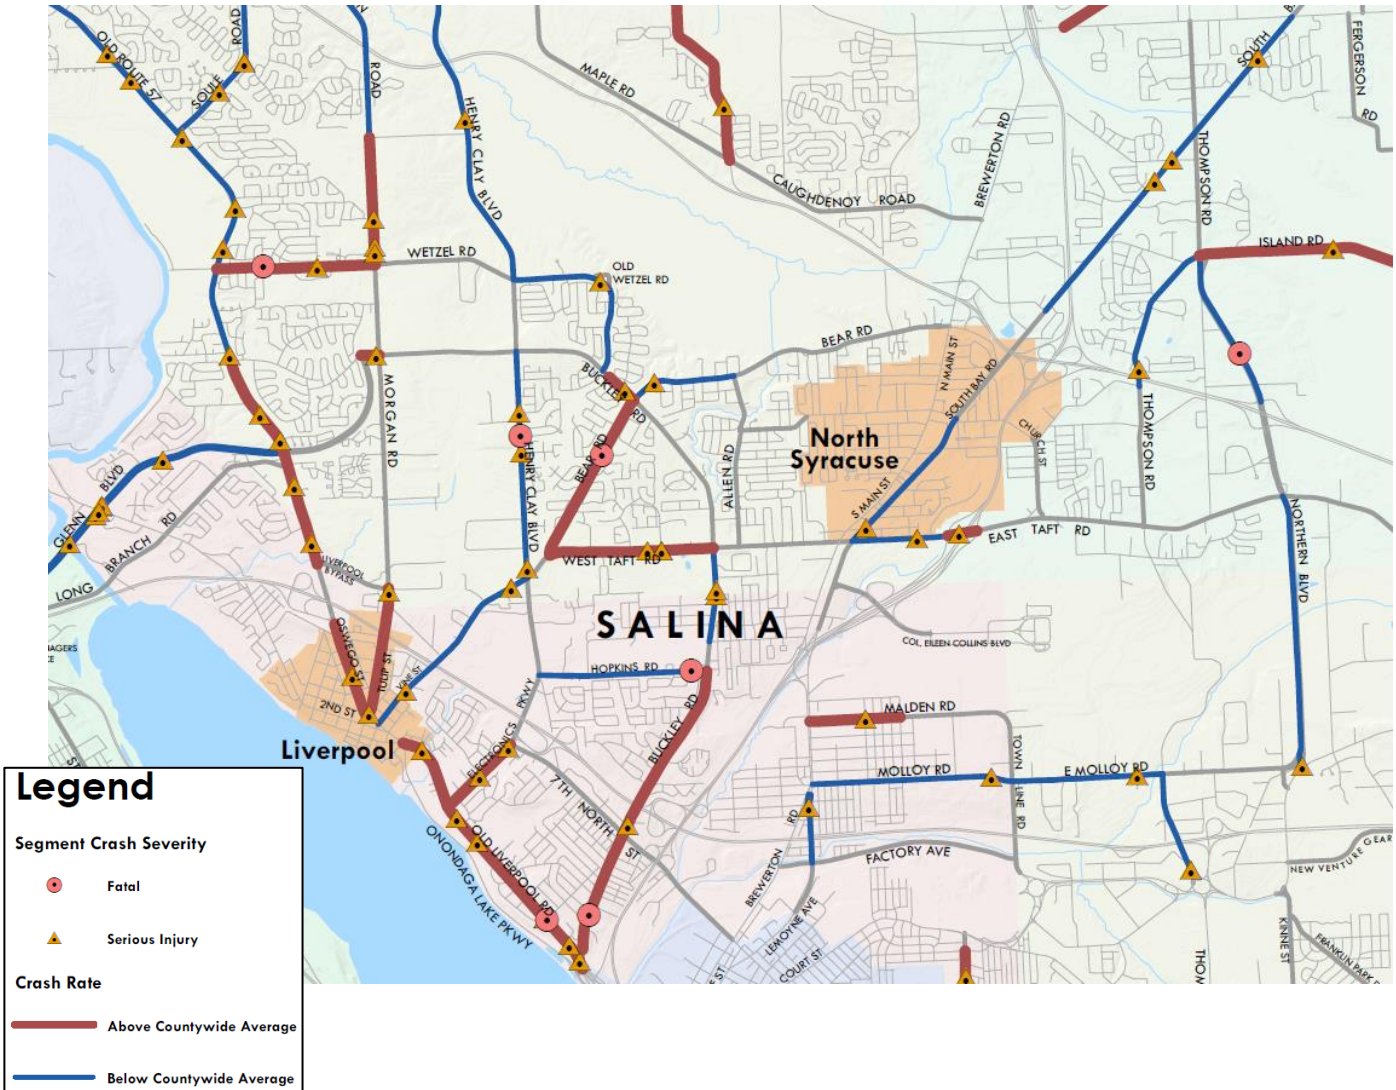 OLD ROUTE 57
SOULE
ROAD
N
ROAD
HENRY CLAY BLVD
MAPLE RD
CAUGHDENOY ROAD
BREWERTON RD
SOUTH
B
THOMPSON RD
FERGERSON
RD
ISLAND RD
WETZEL RD
OLD
WETZEL RD
BEAR RD
BUCKLEY RD
N MAIN ST
SOUTH BAY RD
MORGAN RD
North
Syracuse
CHURCH ST
THOMPSON RD
BEAR RD
HENRY CLAY BLVD
ALLEN RD
S MAIN ST
GLENN BLVD
LONG BRANCH RD
LIVERPOOL
BYPASS
WEST TAFT RD
EAST TAFT RD
NORTHERN BLVD
SALINA
COL. EILEEN COLLINS BLVD
NAGERS
CE
OSWEGO ST
TULIP ST
VINE ST
2ND ST
HOPKINS RD
BUCKLEY RD
MALDEN RD
Liverpool
ELECTRONICS PKWY
7TH NORTH ST
MOLLOY RD
E MOLLOY RD
TOWN LINE RD
ST
OLD LIVERPOOL RD
ONONDAGA LAKE PKWY
BREWERTON RD
FACTORY AVE
NEW VENTURE GEAR
LEMOYNE AVE
COURT ST
E ST
THOM
KINNE ST
FRANKLIN PARK D
Legend
Segment Crash Severity
Fatal
Serious Injury
Crash Rate
Above Countywide Average
Below Countywide Average